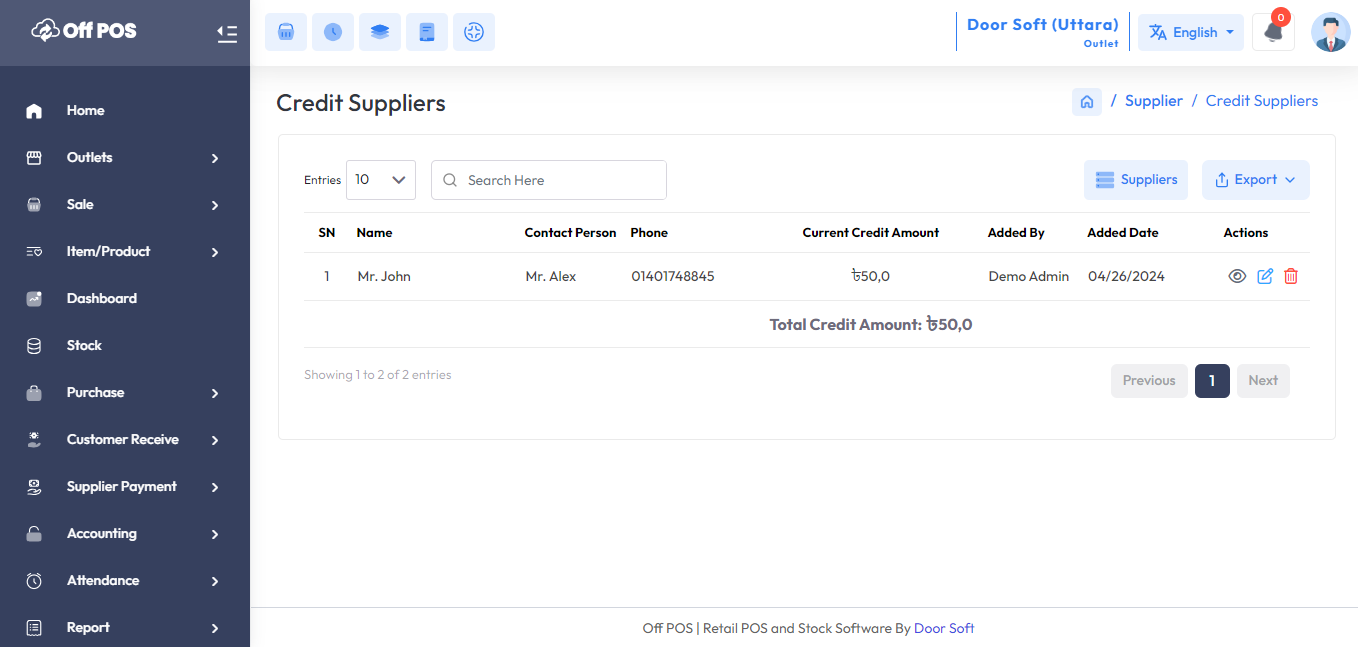 Off POS
Door Soft (Uttara)
Outlet
English
0
Home
Outlets
Sale
Item/Product
Dashboard
Stock
Purchase
Customer Receive
Supplier Payment
Accounting
Attendance
Report
Credit Suppliers
/ Supplier / Credit Suppliers
Entries 10 Search Here Suppliers Export
SN Name Contact Person Phone Current Credit Amount Added By Added Date Actions
1 Mr. John Mr. Alex 01401748845 ৳50,0 Demo Admin 04/26/2024
Total Credit Amount: ৳50,0
Showing 1 to 2 of 2 entries
Previous 1 Next
Off POS | Retail POS and Stock Software By Door Soft